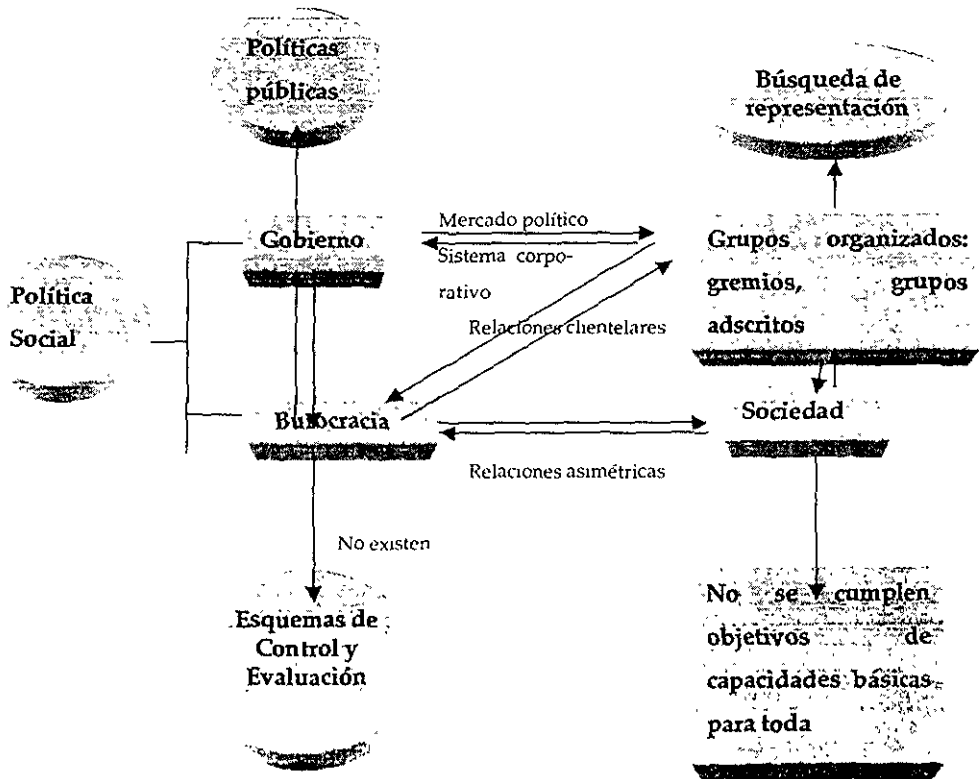 Políticas
públicas
Búsqueda de
representación
Mercado político
Gobierno
Sistema corpo-
rativo
Grupos organizados:
gremios, grupos
adscritos
Política
Social
Relaciones clientelares
Burocracia
Sociedad
Relaciones asimétricas
No existen
Esquemas de
Control y
Evaluación
No se cumplen
objetivos de
capacidades básicas
para toda